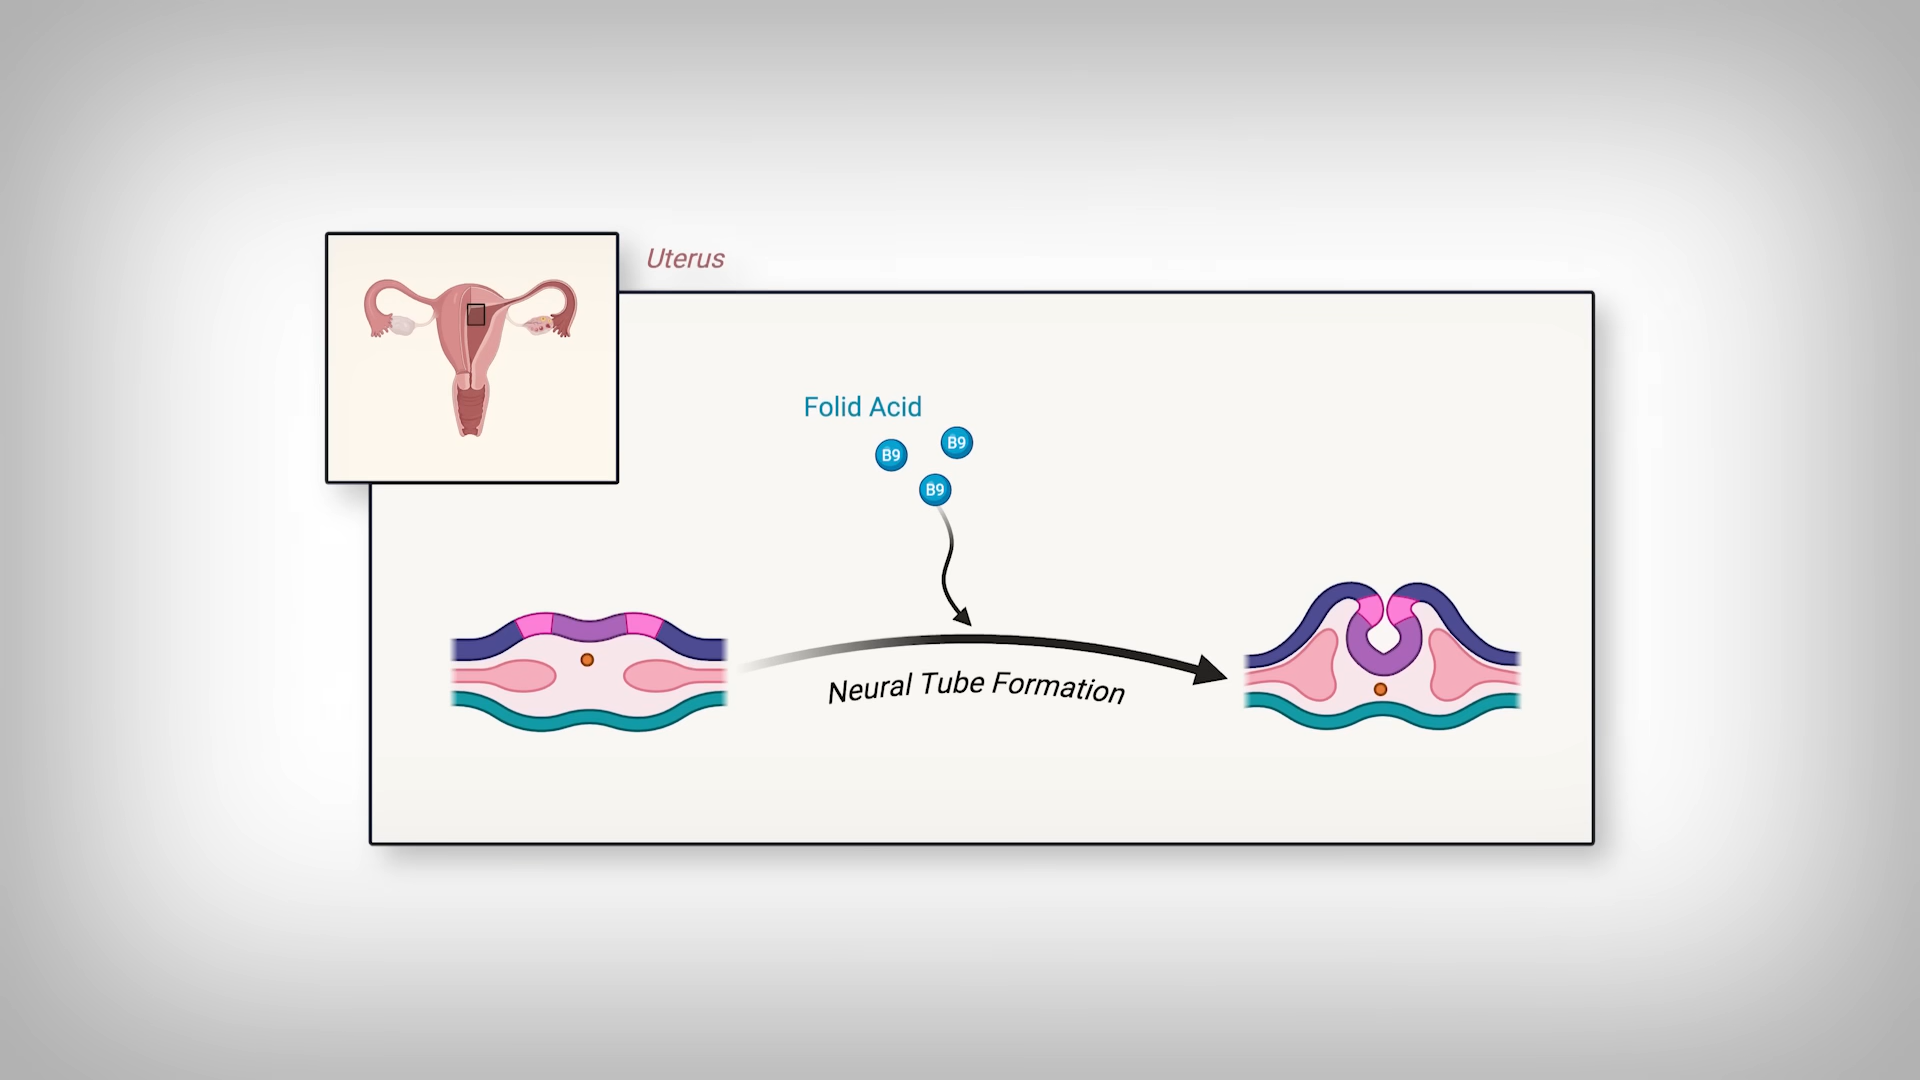 Uterus
Folid Acid
B9
B9
B9
Neural Tube Formation